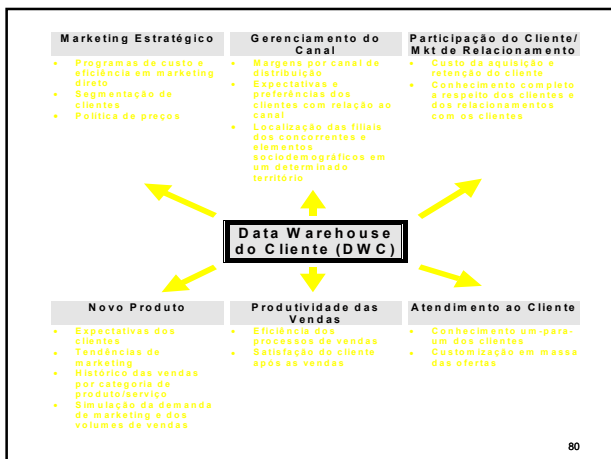 Marketing Estratégico
• Programas de custo e
eficiência em marketing
direto
• Segmentação de
clientes
• Política de preços
Gerenciamento do
Canal
• Margens por canal de
distribuição
• Expectativas e
preferências dos
clientes com relação ao
canal
• Localização das filiais
dos concorrentes e
elementos
sociodemográficos em
um determinado
território
Participação do Cliente/
Mkt de Relacionamento
• Custo da aquisição e
retenção do cliente
• Conhecimento completo
a respeito dos clientes e
dos relacionamentos
com os clientes
Data Warehouse
do Cliente (DWC)
Novo Produto
• Expectativas dos
clientes
• Tendências de
marketing
• Histórico das vendas
por categoria de
produto/serviço
• Simulação da demanda
de marketing e dos
volumes de vendas
Produtividade das
Vendas
• Eficiência dos
processos de vendas
• Satisfação do cliente
após as vendas
Atendimento ao Cliente
• Conhecimento um-para-
um dos clientes
• Customização em massa
das ofertas
80